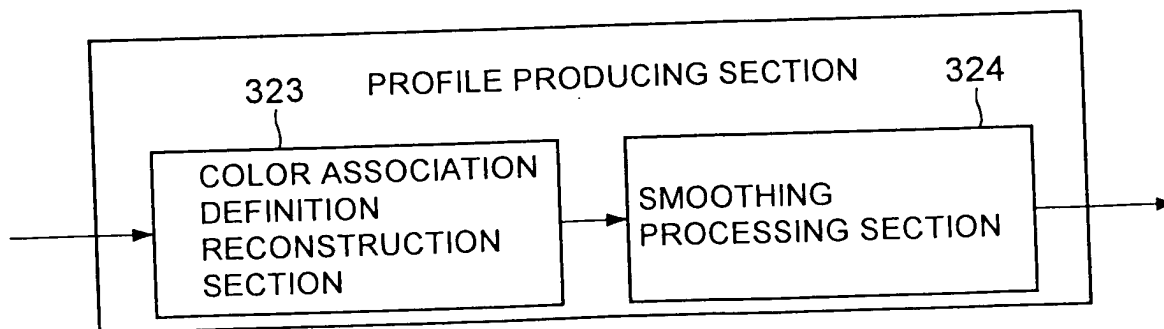 PROFILE PRODUCING SECTION
323
324
COLOR ASSOCIATION
DEFINITION
RECONSTRUCTION
SECTION
SMOOTHING
PROCESSING SECTION